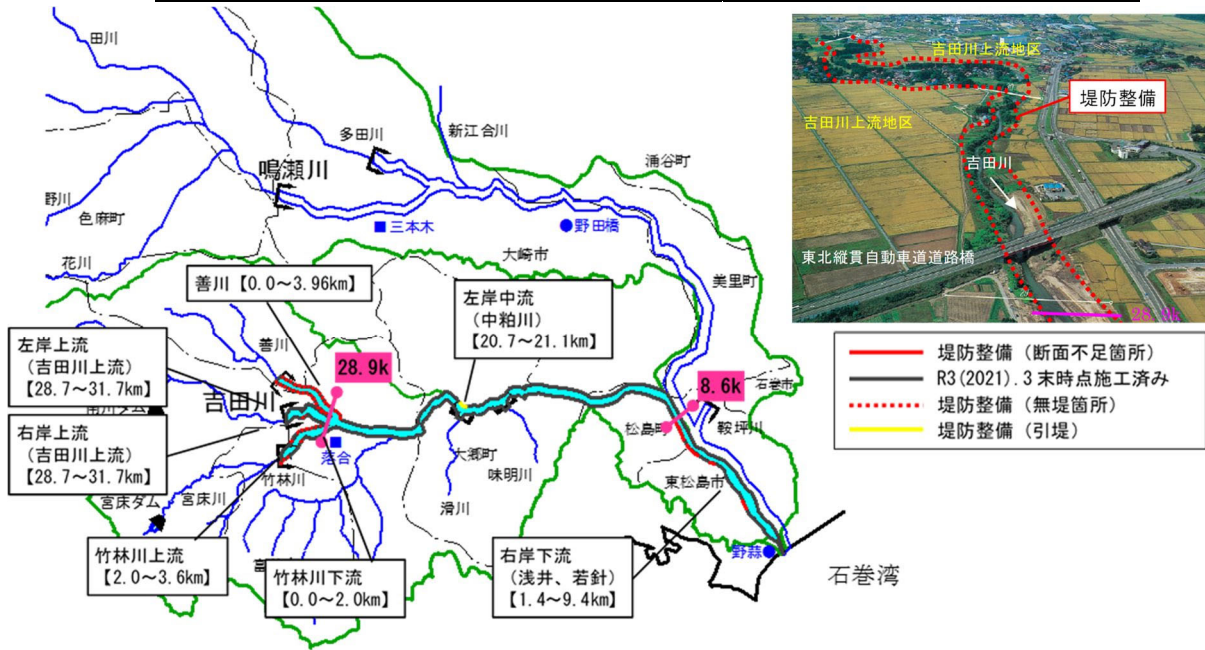 田川
多田川
新江合川
鳴瀬川
涌谷町
野川
色麻町
三本木
野田橋
花川
大崎市
美里町
善川【0.0～3.96km】
左岸中流
（中粕川）
【20.7～21.1km】
左岸上流
（吉田川上流）
【28.7～31.7km】
善川
28.9k
8.6k
石巻市
吉田川
南川ダム
右岸上流
（吉田川上流）
【28.7～31.7km】
落合
松島町
鞍坪川
大郷町
味明川
竹林川
東松島市
宮床ダム
宮床川
滑川
竹林川上流
【2.0～3.6km】
竹林川下流
【0.0～2.0km】
右岸下流
（浅井、若針）
【1.4～9.4km】
野蒜
石巻湾
吉田川上流地区
堤防整備
吉田川上流地区
吉田川
東北縦貫自動車道道路橋
堤防整備（断面不足箇所）
R3(2021).3末時点施工済み
堤防整備（無堤箇所）
堤防整備（引堤）